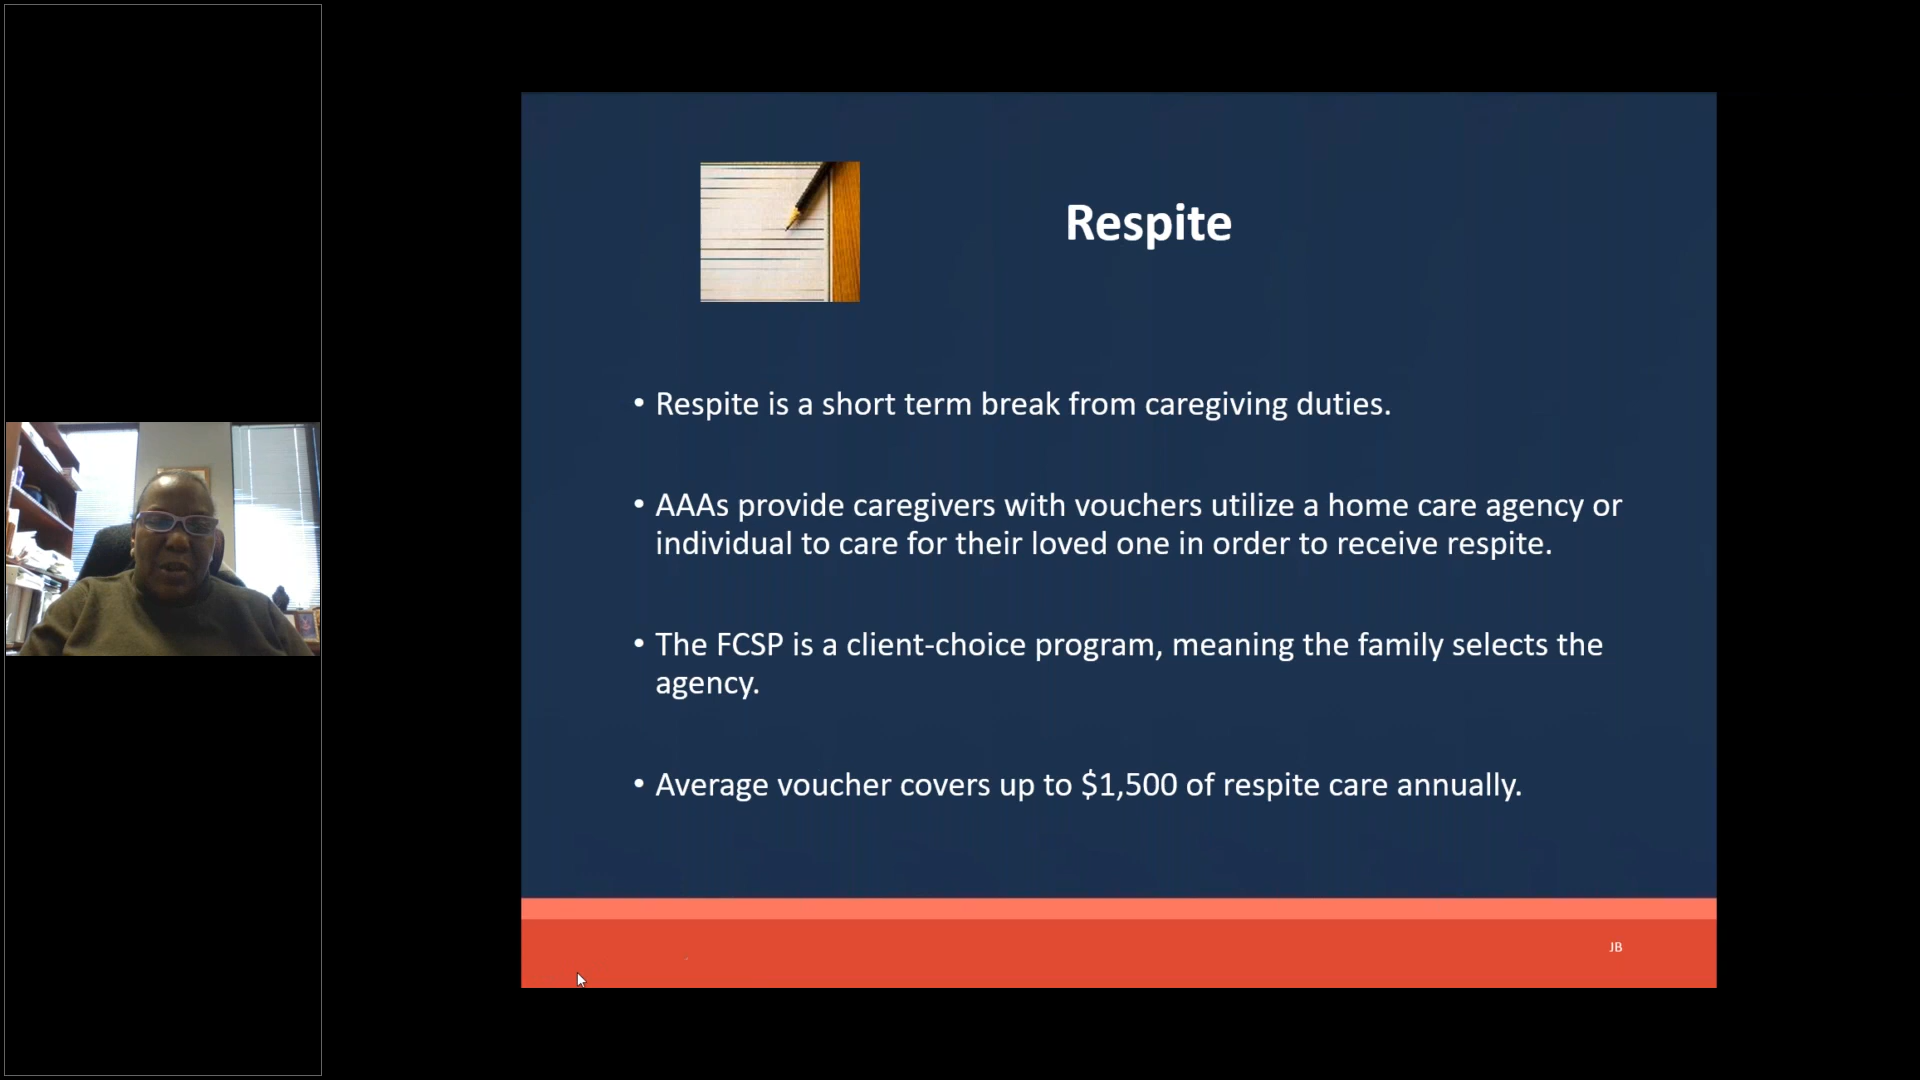 Respite
• Respite is a short term break from caregiving duties.
• AAAs provide caregivers with vouchers utilize a home care agency or
individual to care for their loved one in order to receive respite.
• The FCSP is a client-choice program, meaning the family selects the
agency.
• Average voucher covers up to $1,500 of respite care annually.
JB